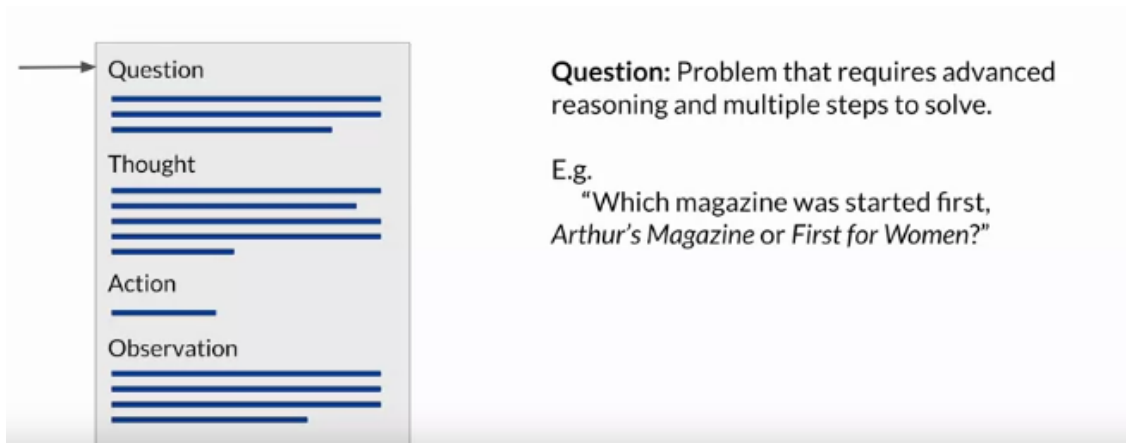 Question
Thought
Action
Observation
Question: Problem that requires advanced
reasoning and multiple steps to solve.
E.g.
“Which magazine was started first,
Arthur’s Magazine or First for Women?”